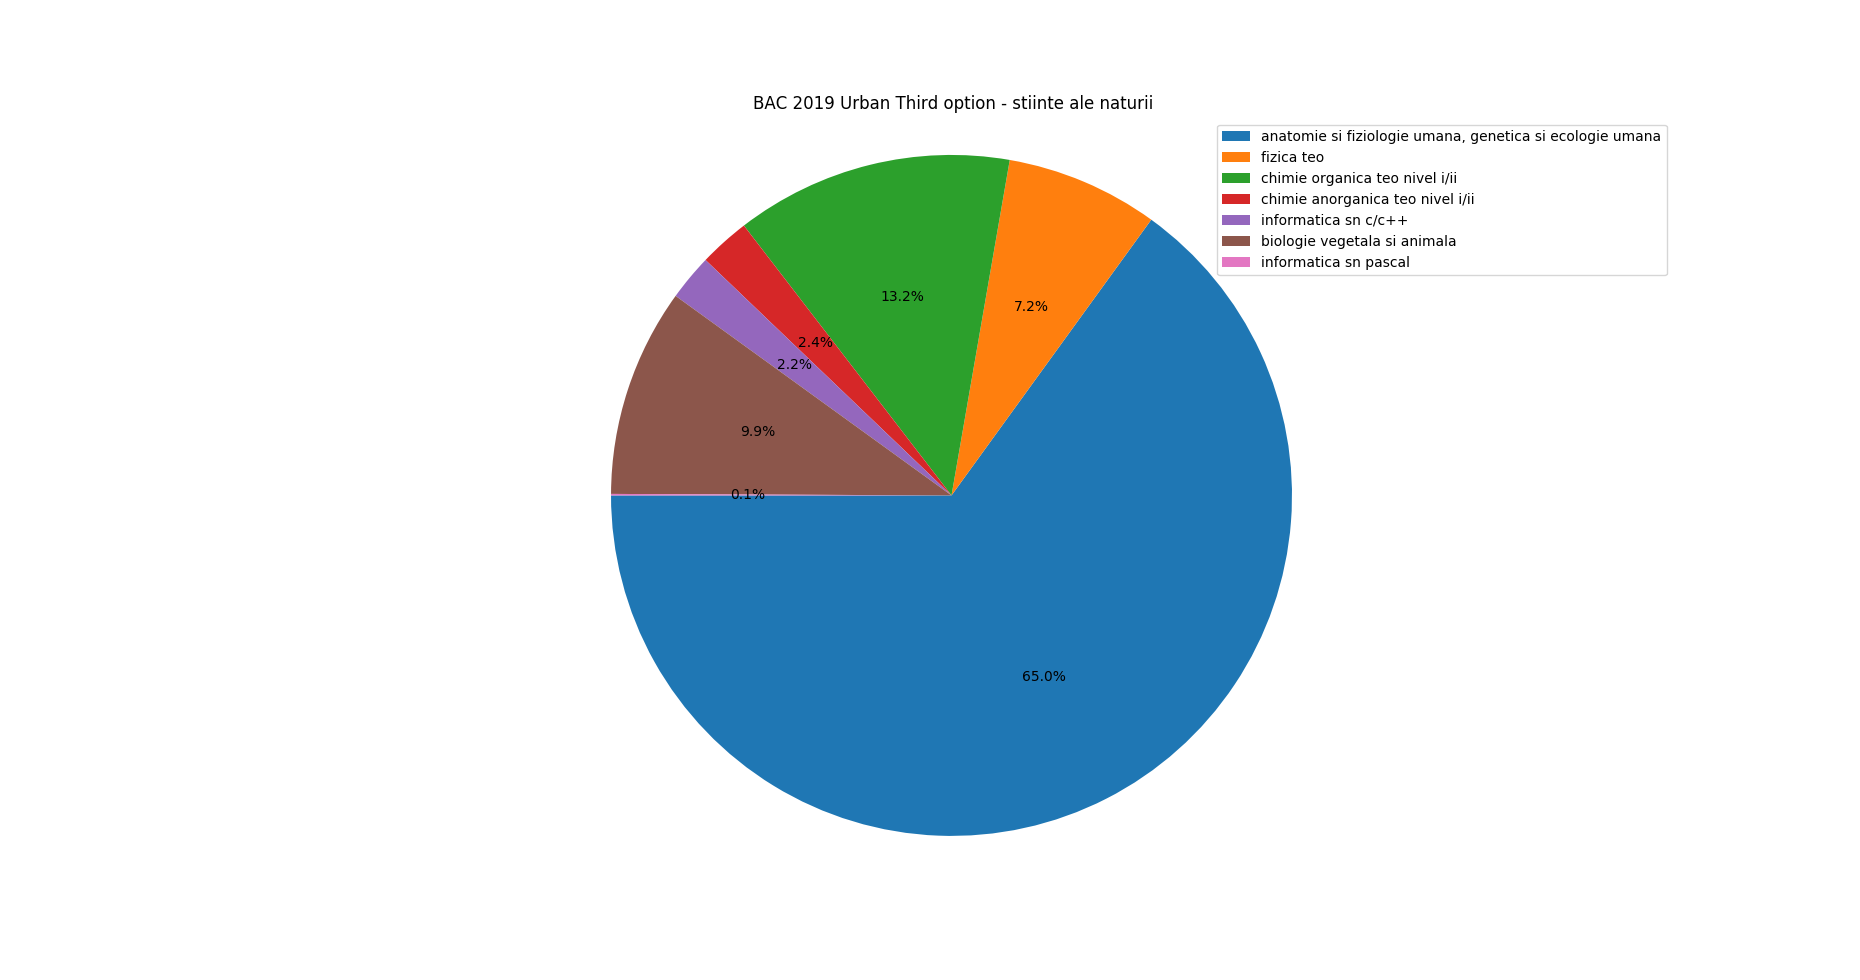 BAC 2019 Urban Third option - stiinte ale naturii
anatomie si fiziologie umana, genetica si ecologie umana
fizica teo
chimie organica teo nivel i/ii
chimie anorganica teo nivel i/ii
informatica sn c/c++
biologie vegetala si animala
informatica sn pascal
13.2%
7.2%
2.4%
2.2%
9.9%
0.1%
65.0%